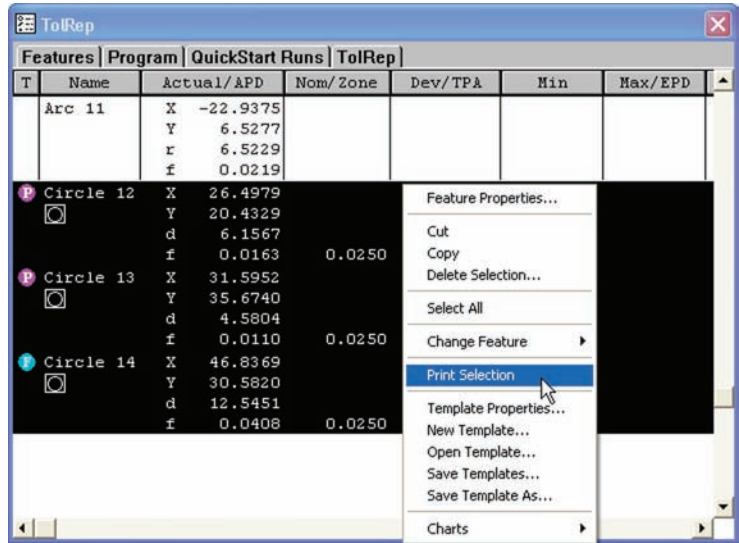 TolRep
Features Program QuickStart Runs TolRep
T Name Actual/APD Nom/Zone Dev/TPA Min Max/EPD
Arc 11 X -22.9375
Y 6.5277
r 6.5229
f 0.0219
P Circle 12 X 26.4979
Y 20.4329
d 6.1567
f 0.0163 0.0250
P Circle 13 X 31.5952
Y 35.6740
d 4.5804
f 0.0110 0.0250
F Circle 14 X 46.8369
Y 30.5820
d 12.5451
f 0.0408 0.0250
Feature Properties...
Cut
Copy
Delete Selection...
Select All
Change Feature
Print Selection
Template Properties...
New Template...
Open Template...
Save Templates...
Save Template As...
Charts